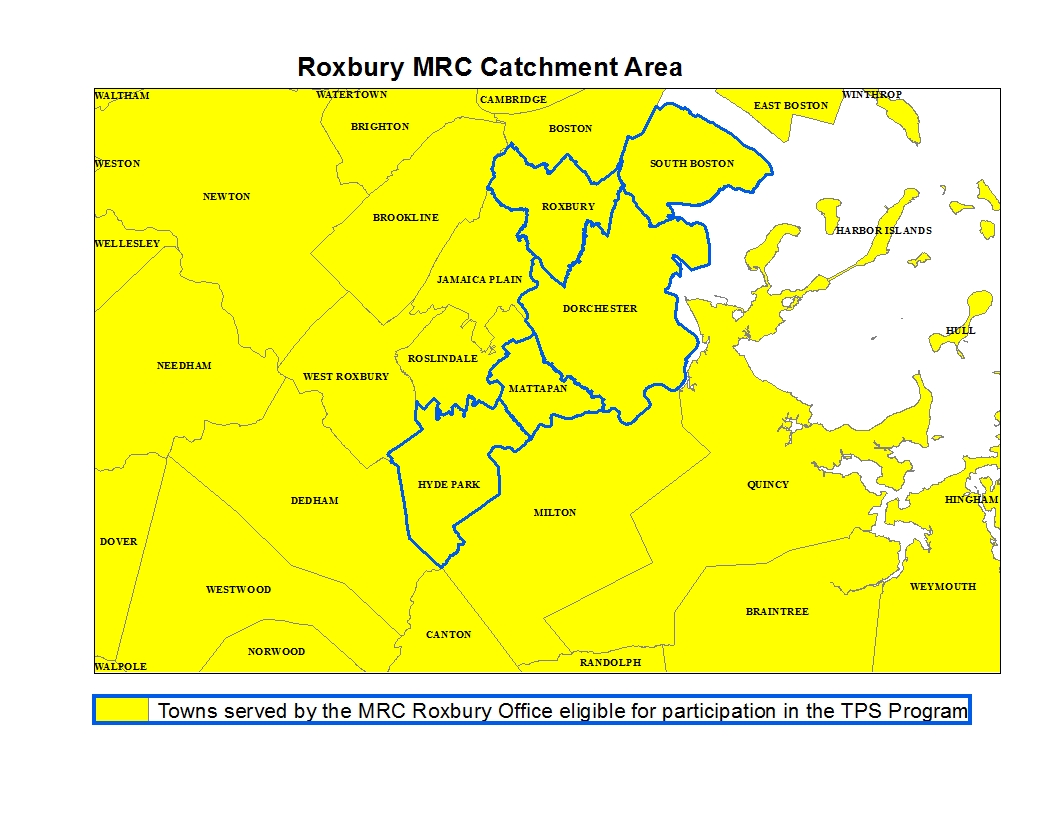 Roxbury MRC Catchment Area
WALTHAM
WATERTOWN
CAMBRIDGE
WINTHROP
EAST BOSTON
BRIGHTON
BOSTON
WESTON
SOUTH BOSTON
NEWTON
ROXBURY
BROOKLINE
HARBOR ISLANDS
WELLESLEY
JAMAICA PLAIN
DORCHESTER
HULL
ROSLINDALE
NEEDHAM
WEST ROXBURY
MATTAPAN
HYDE PARK
QUINCY
DEDHAM
HINGHAM
MILTON
DOVER
WESTWOOD
WEYMOUTH
BRAINTREE
CANTON
NORWOOD
RANDOLPH
WALPOLE
Towns served by the MRC Roxbury Office eligible for participation in the TPS Program